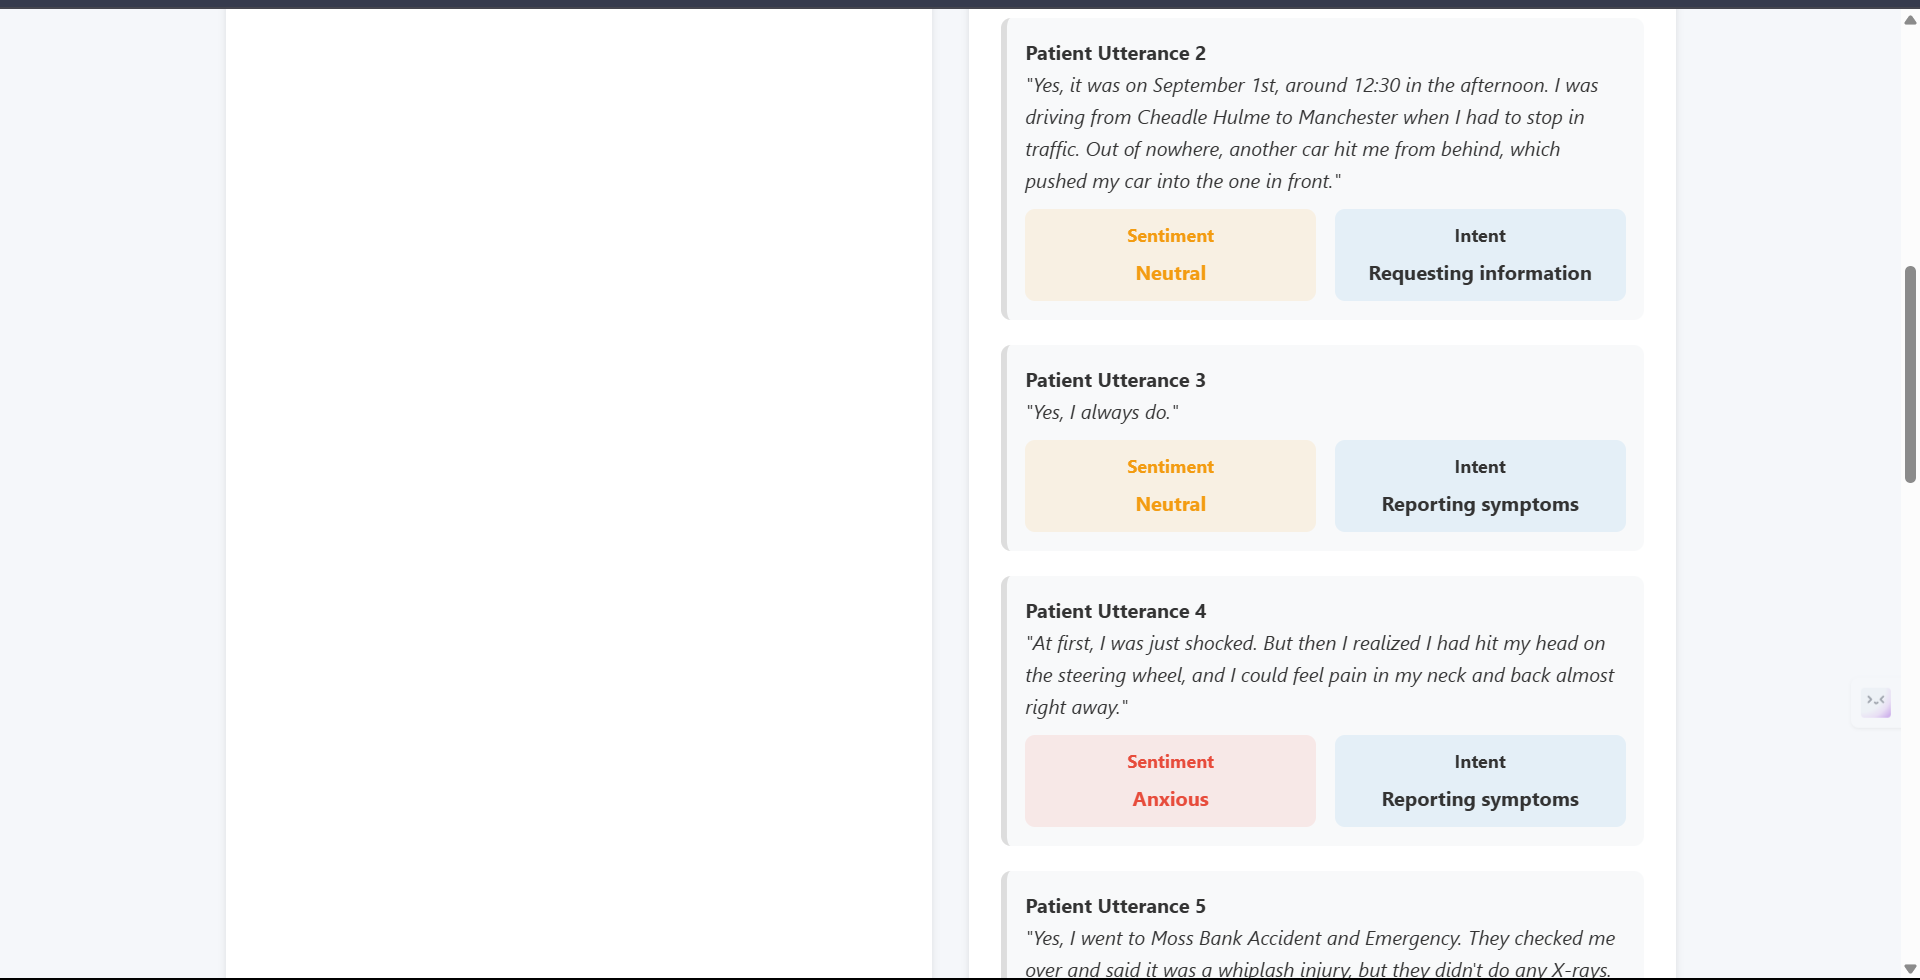 Patient Utterance 2
"Yes, it was on September 1st, around 12:30 in the afternoon. I was
driving from Cheadle Hulme to Manchester when I had to stop in
traffic. Out of nowhere, another car hit me from behind, which
pushed my car into the one in front."
Sentiment
Neutral
Intent
Requesting information
Patient Utterance 3
"Yes, I always do."
Sentiment
Neutral
Intent
Reporting symptoms
Patient Utterance 4
"At first, I was just shocked. But then I realized I had hit my head on
the steering wheel, and I could feel pain in my neck and back almost
right away."
Sentiment
Anxious
Intent
Reporting symptoms
Patient Utterance 5
"Yes, I went to Moss Bank Accident and Emergency. They checked me
over and said it was a whiplash injury, but they didn't do any X-rays.